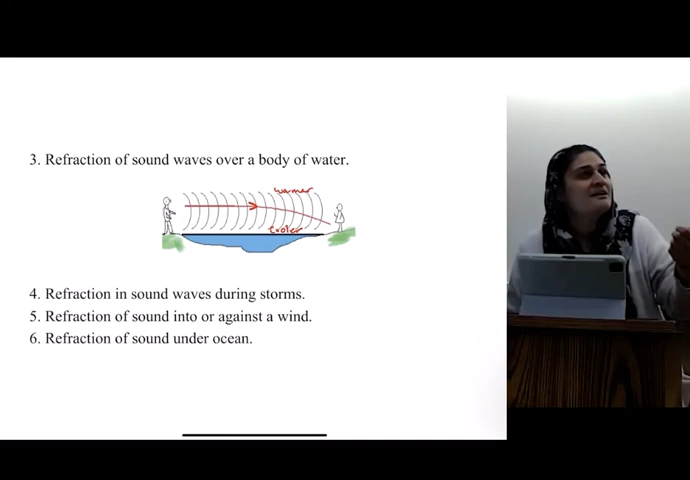 3. Refraction of sound waves over a body of water.
warmer
Cooler
4. Refraction in sound waves during storms.
5. Refraction of sound into or against a wind.
6. Refraction of sound under ocean.